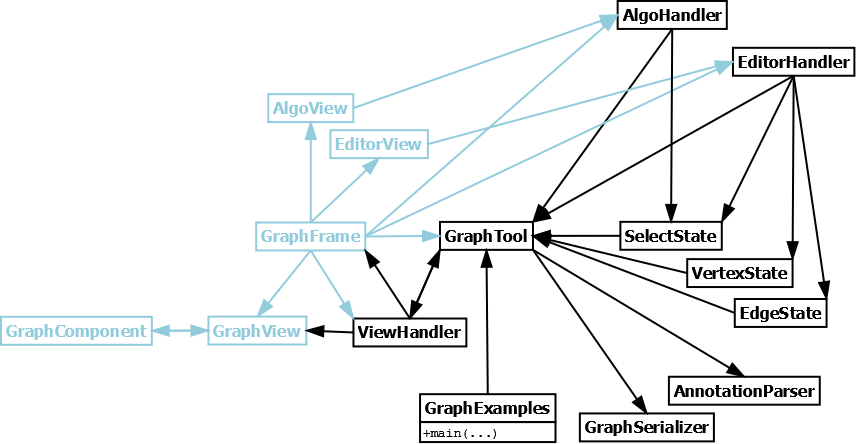 AlgoHandler
EditorHandler
AlgoView
EditorView
GraphFrame
GraphTool
SelectState
VertexState
EdgeState
GraphComponent
GraphView
ViewHandler
AnnotationParser
GraphExamples
+main(...)
GraphSerializer